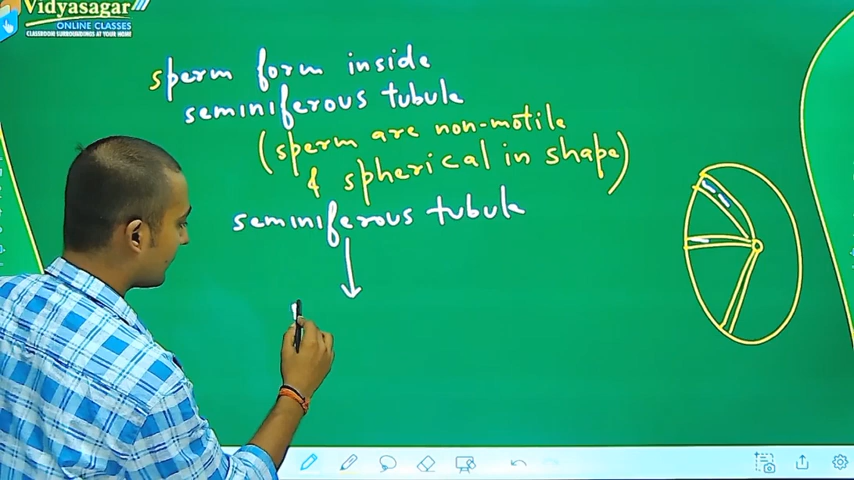 Vidyasagar
ONLINE CLASSES
CLASSROOM SURROUNDINGS AT YOUR HOME
sperm form inside
seminiferous tubule
(sperm are non-motile
& spherical in shape)
seminiferous tubule